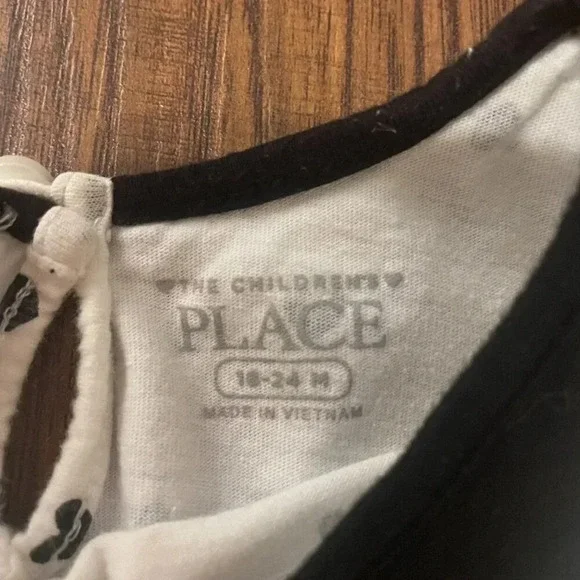 THE CHILDREN'S
PLACE
18-24 M
MADE IN VIETNAM